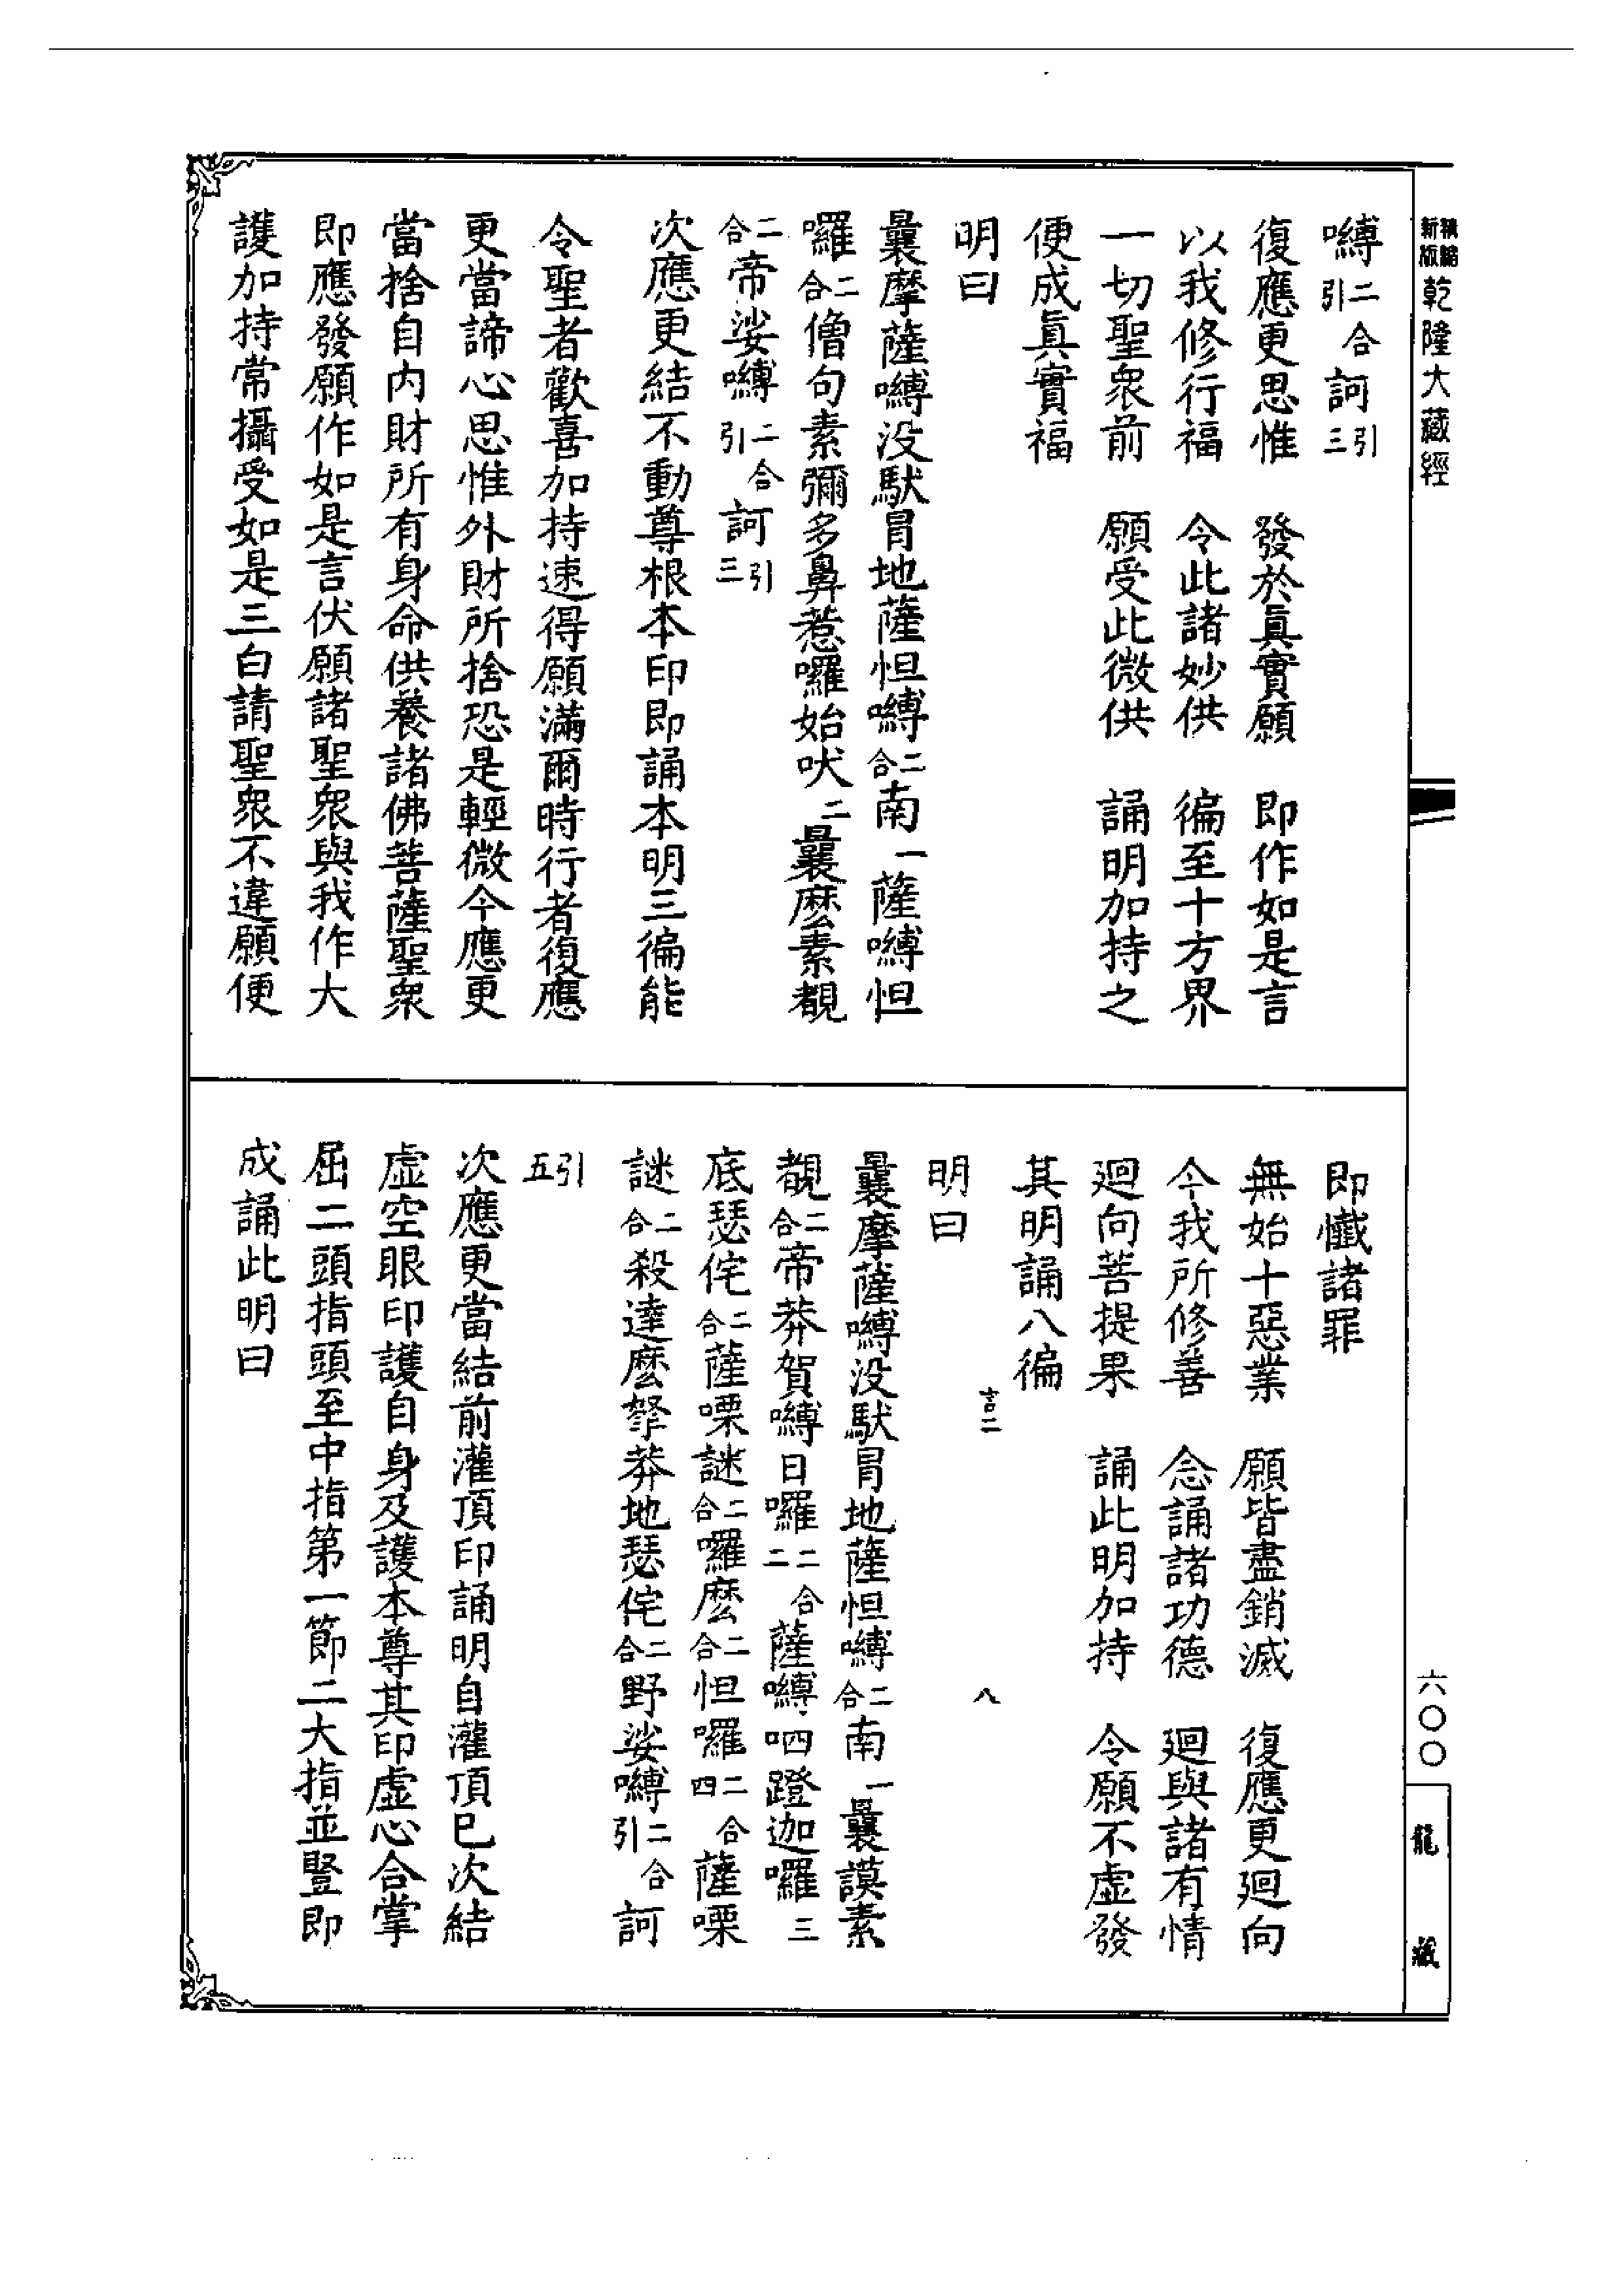 新版精縮乾隆大藏經
嚩引二合訶引三
復應更思惟　發於眞實願　即作如是言
以我修行福　令此諸妙供　徧至十方界
一切聖衆前　願受此微供　誦明加持之
便成眞實福
明曰
曩摩薩嚩没馱冐地薩怛嚩二合南一薩嚩怛
囉二合僧句素彌多鼻惹囉始吠二曩麽素覩
二合帝娑嚩引二合訶引三
次應更結不動尊根本印即誦本明三徧能
令聖者歡喜加持速得願滿爾時行者復應
更當諦心思惟外財所捨恐是輕微今應更
當捨自内財所有身命供養諸佛菩薩聖衆
即應發願作如是言伏願諸聖衆與我作大
護加持常攝受如是三白請聖衆不違願便
即懺諸罪
無始十惡業　願皆盡銷滅　復應更廻向
今我所修善　念誦諸功德　廻與諸有情
廻向菩提果　誦此明加持　令願不虛發
其明誦八徧
言二　八
明曰
曩摩薩嚩没馱冐地薩怛嚩二合南一曩謨素
覩二合帝莽賀嚩日囉二合二薩嚩呬蹬迦囉三
底瑟侘二合薩㗚謎二合囉麽二合怛囉二合四薩㗚
謎二合殺達麽拏莽地瑟侘二合野娑嚩引二合訶
引五
次應更當結前灌頂印誦明自灌頂已次結
虛空眼印護自身及護本尊其印虛心合掌
屈二頭指頭至中指第一節二大指並豎即
成誦此明曰
六〇〇
龍藏